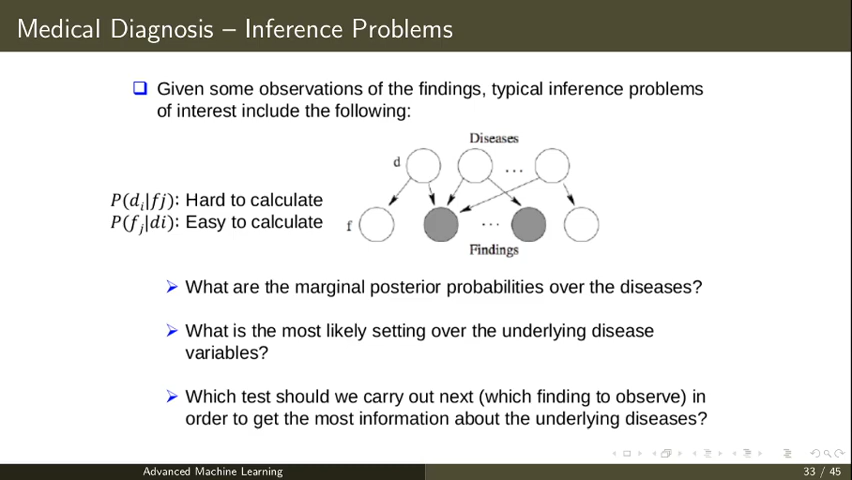 Medical Diagnosis – Inference Problems
Given some observations of the findings, typical inference problems
of interest include the following:
Diseases
d
...
P(d_i|fj): Hard to calculate
P(f_j|di): Easy to calculate
f
...
Findings
What are the marginal posterior probabilities over the diseases?
What is the most likely setting over the underlying disease
variables?
Which test should we carry out next (which finding to observe) in
order to get the most information about the underlying diseases?
Advanced Machine Learning
33 / 45